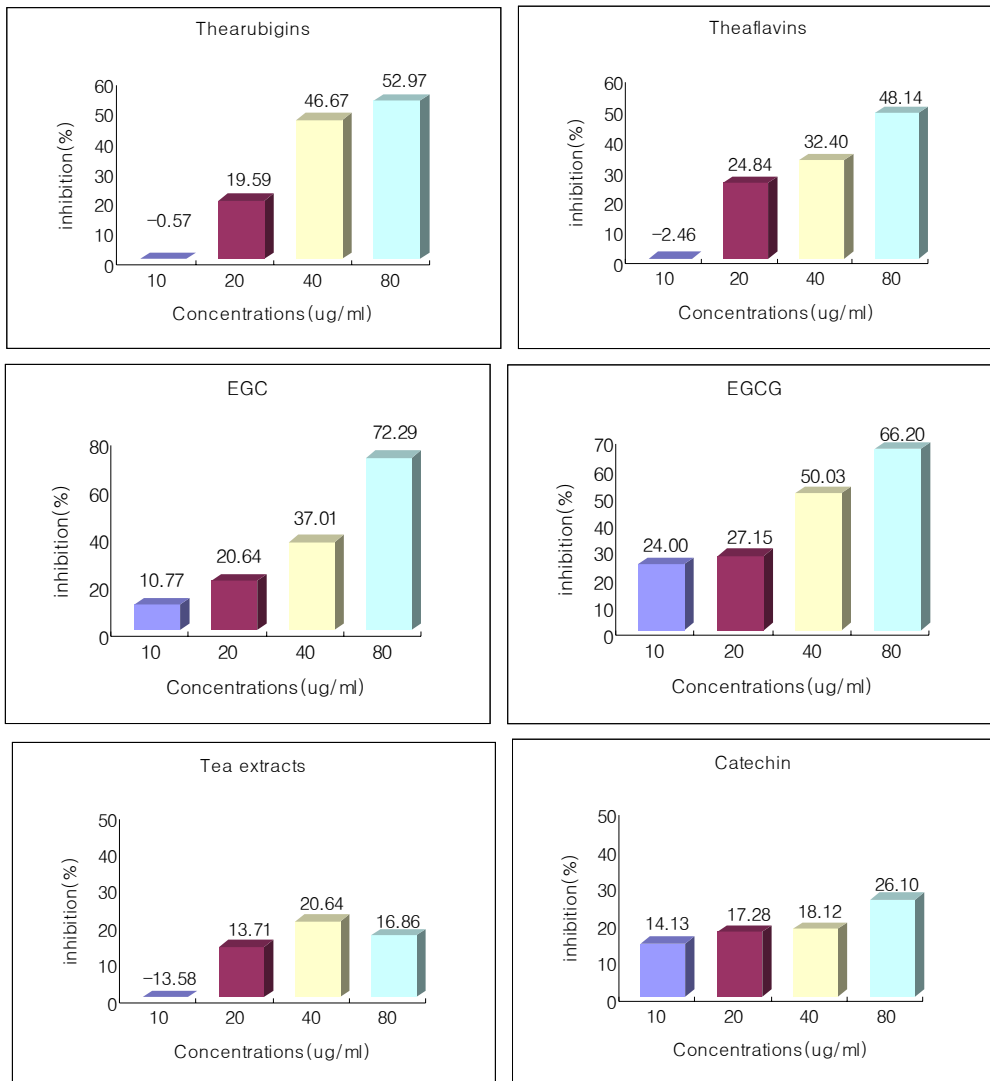 Thearubigins
60
50
40
30
20
10
0
inhibition(%)
−0.57
19.59
46.67
52.97
10 20 40 80
Concentrations(ug/ml)
Theaflavins
60
50
40
30
20
10
0
inhibition(%)
−2.46
24.84
32.40
48.14
10 20 40 80
Concentrations(ug/ml)
EGC
80
60
40
20
0
inhibition(%)
10.77
20.64
37.01
72.29
10 20 40 80
Concentrations(ug/ml)
EGCG
70
60
50
40
30
20
10
0
inhibition(%)
24.00
27.15
50.03
66.20
10 20 40 80
Concentrations(ug/ml)
Tea extracts
50
40
30
20
10
0
inhibition(%)
−13.58
13.71
20.64
16.86
10 20 40 80
Concentrations(ug/ml)
Catechin
50
40
30
20
10
0
inhibition(%)
14.13
17.28
18.12
26.10
10 20 40 80
Concentrations(ug/ml)